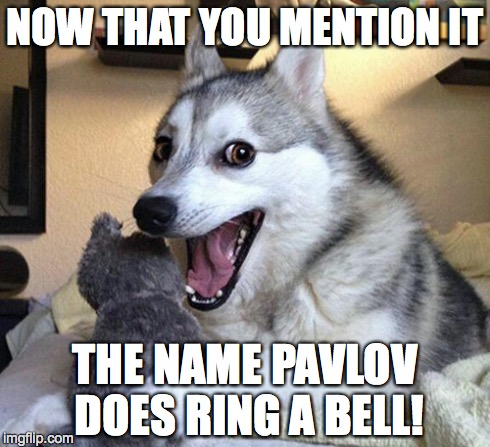 NOW THAT YOU MENTION IT
THE NAME PAVLOV
DOES RING A BELL!
imgflip.com